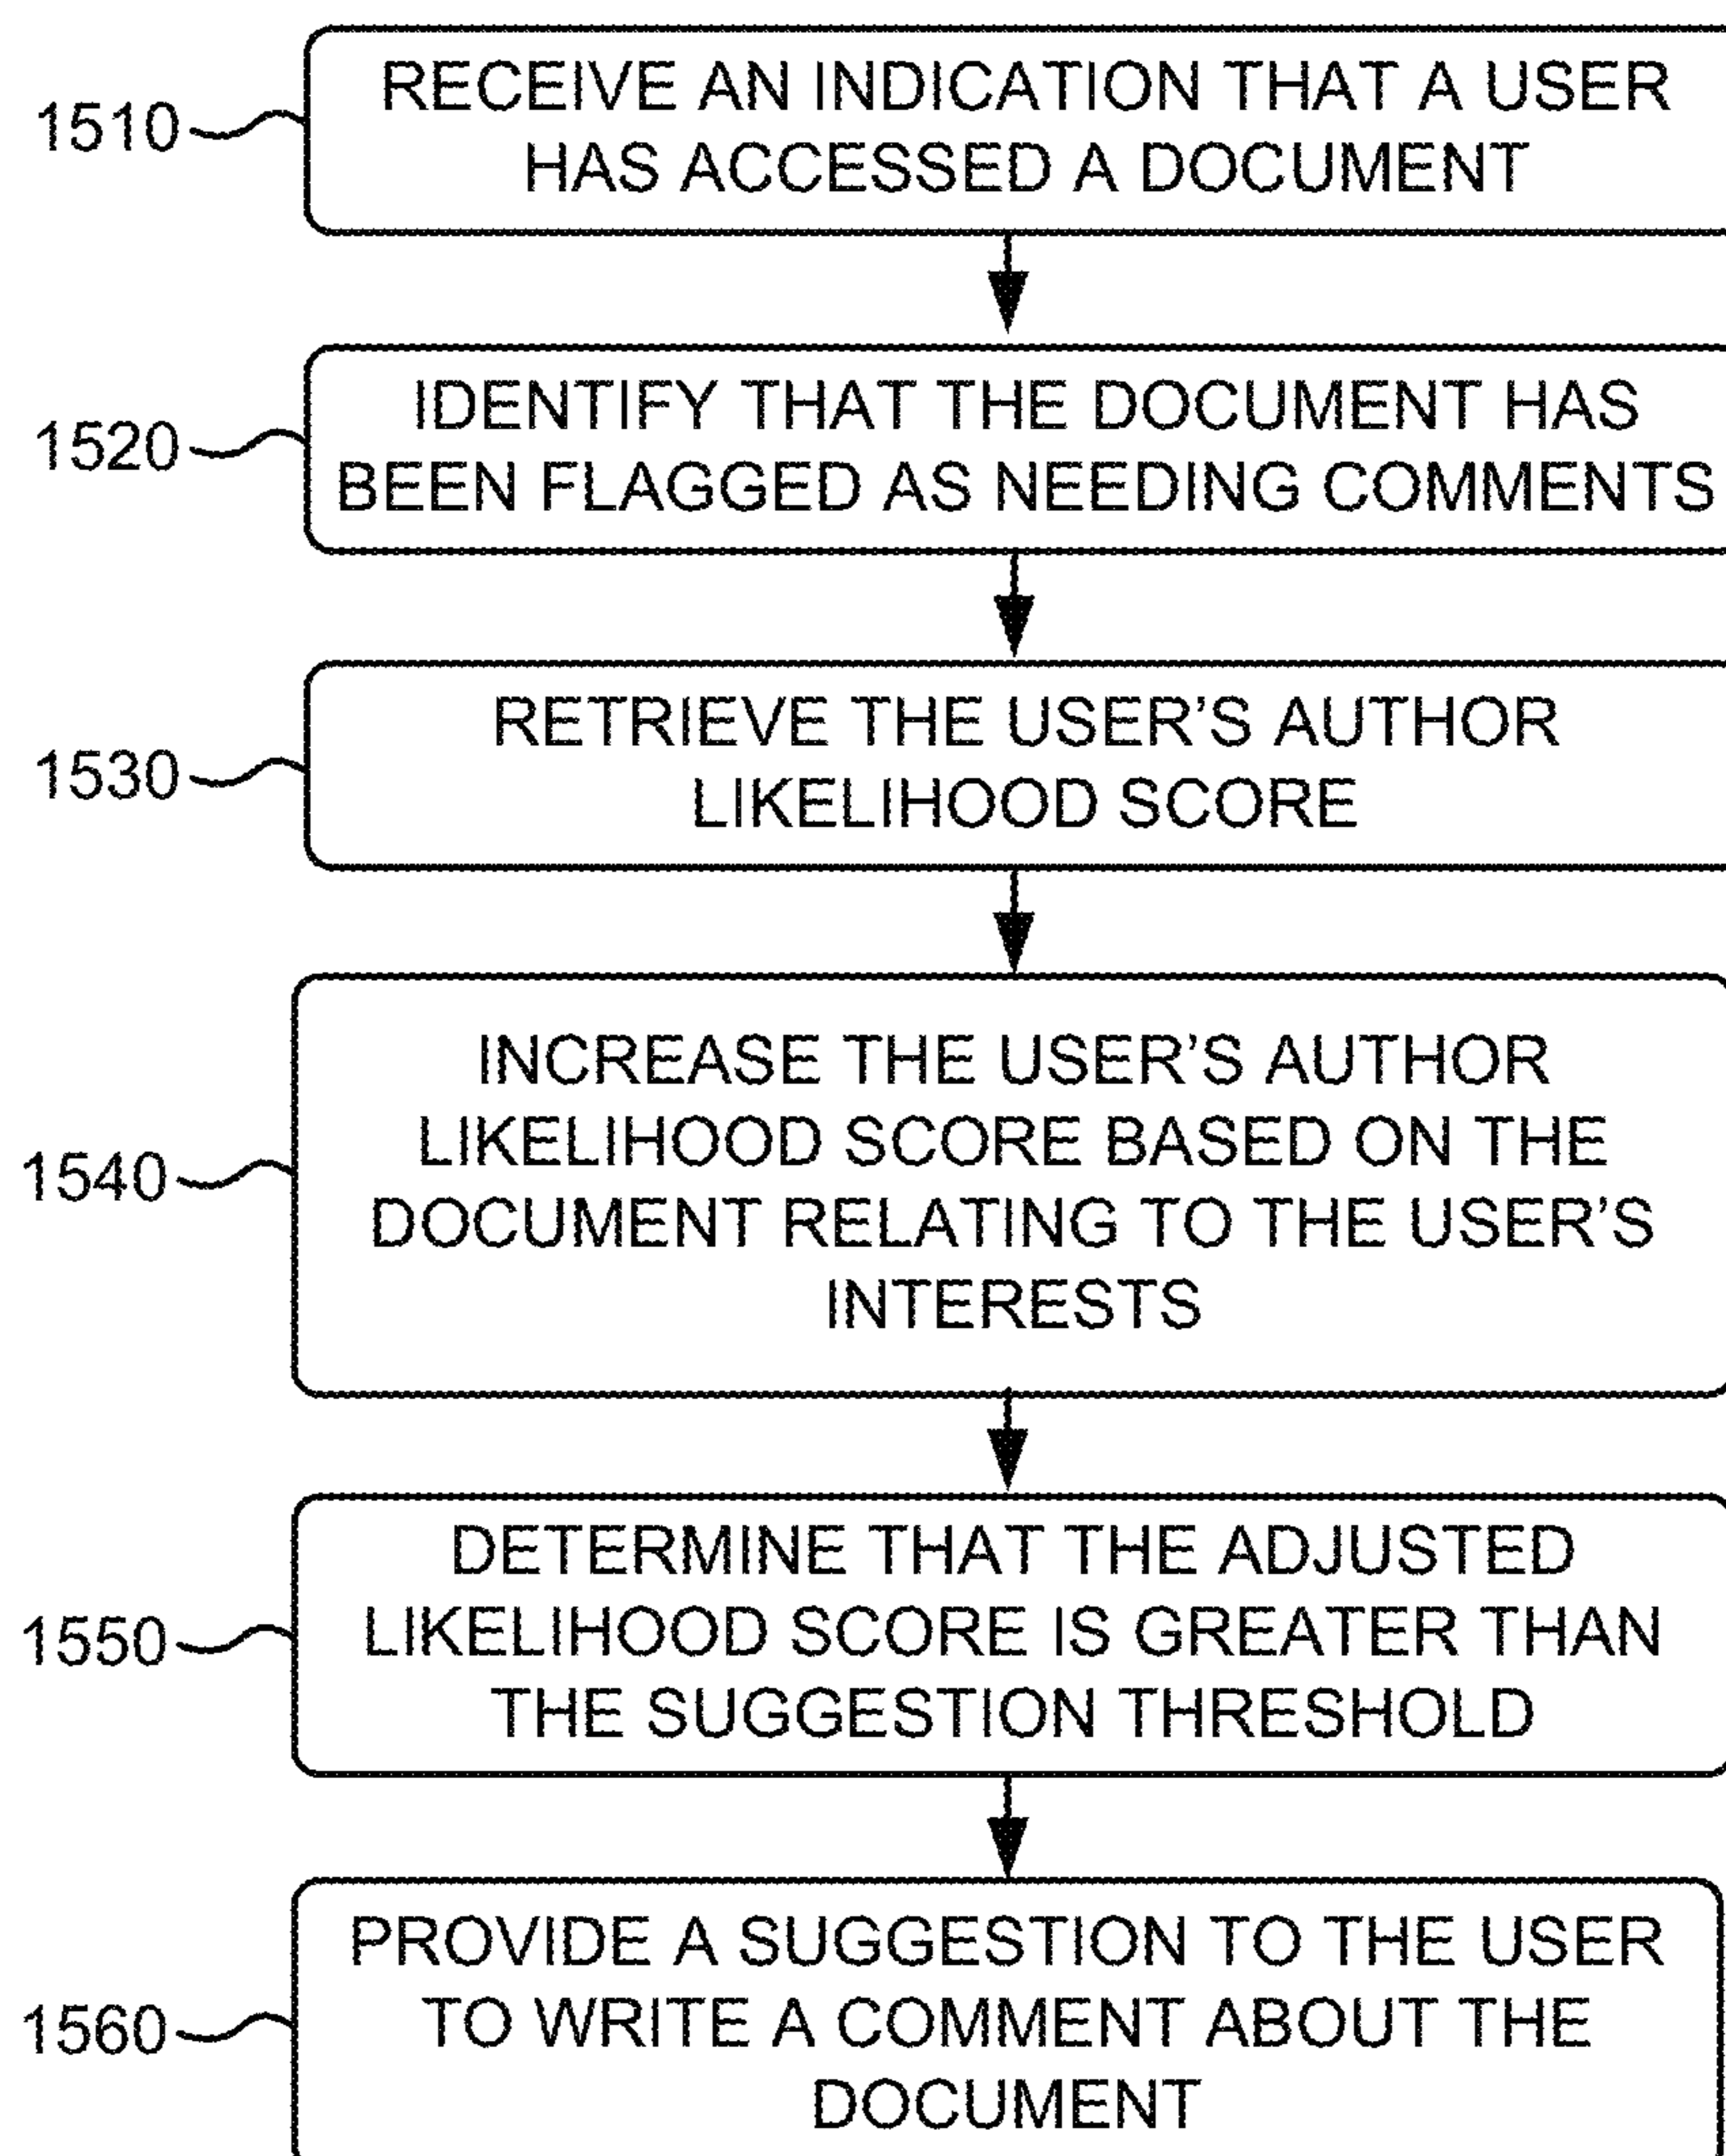 RECEIVE AN INDICATION THAT A USER
HAS ACCESSED A DOCUMENT
1510
IDENTIFY THAT THE DOCUMENT HAS
BEEN FLAGGED AS NEEDING COMMENTS
1520
RETRIEVE THE USER’S AUTHOR
LIKELIHOOD SCORE
1530
INCREASE THE USER’S AUTHOR
LIKELIHOOD SCORE BASED ON THE
DOCUMENT RELATING TO THE USER’S
INTERESTS
1540
DETERMINE THAT THE ADJUSTED
LIKELIHOOD SCORE IS GREATER THAN
THE SUGGESTION THRESHOLD
1550
PROVIDE A SUGGESTION TO THE USER
TO WRITE A COMMENT ABOUT THE
DOCUMENT
1560